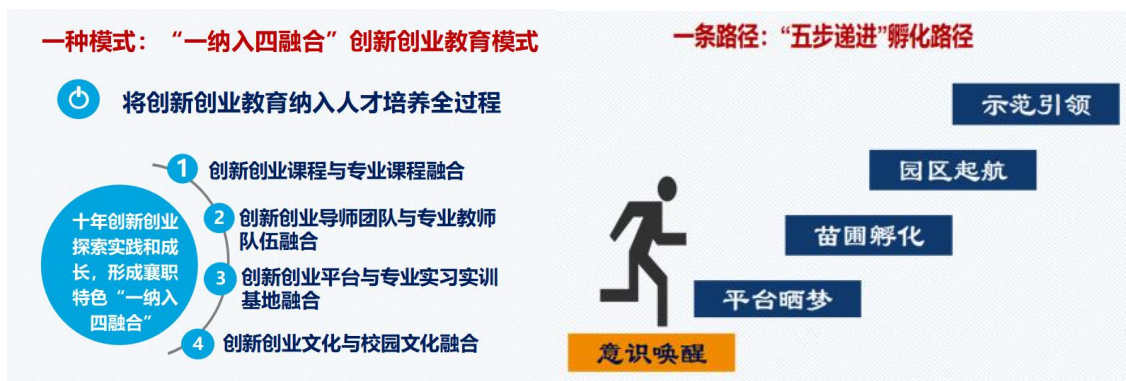 一种模式：“一纳入四融合”创新创业教育模式
将创新创业教育纳入人才培养全过程
十年创新创业
探索实践和成
长，形成襄职
特色“一纳入
四融合”
1 创新创业课程与专业课程融合
2 创新创业导师团队与专业教师
队伍融合
3 创新创业平台与专业实习实训
基地融合
4 创新创业文化与校园文化融合
一条路径：“五步递进”孵化路径
示范引领
园区起航
苗圃孵化
平台晒梦
意识唤醒